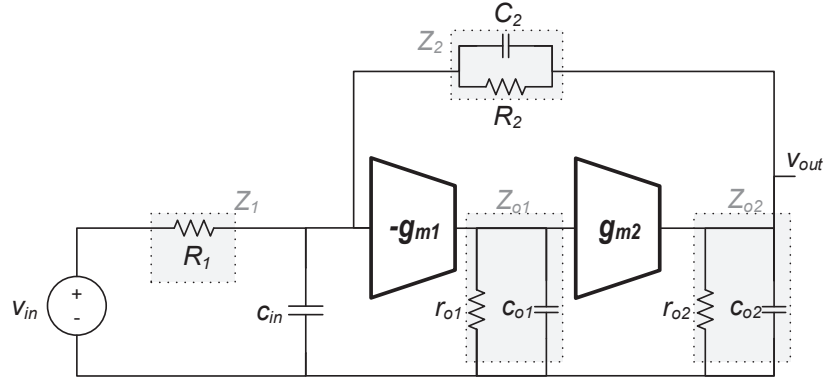 C2
Z2
R2
vout
Z1
Zo1
Zo2
-gm1
gm2
R1
vin
+
-
cin
ro1
co1
ro2
co2